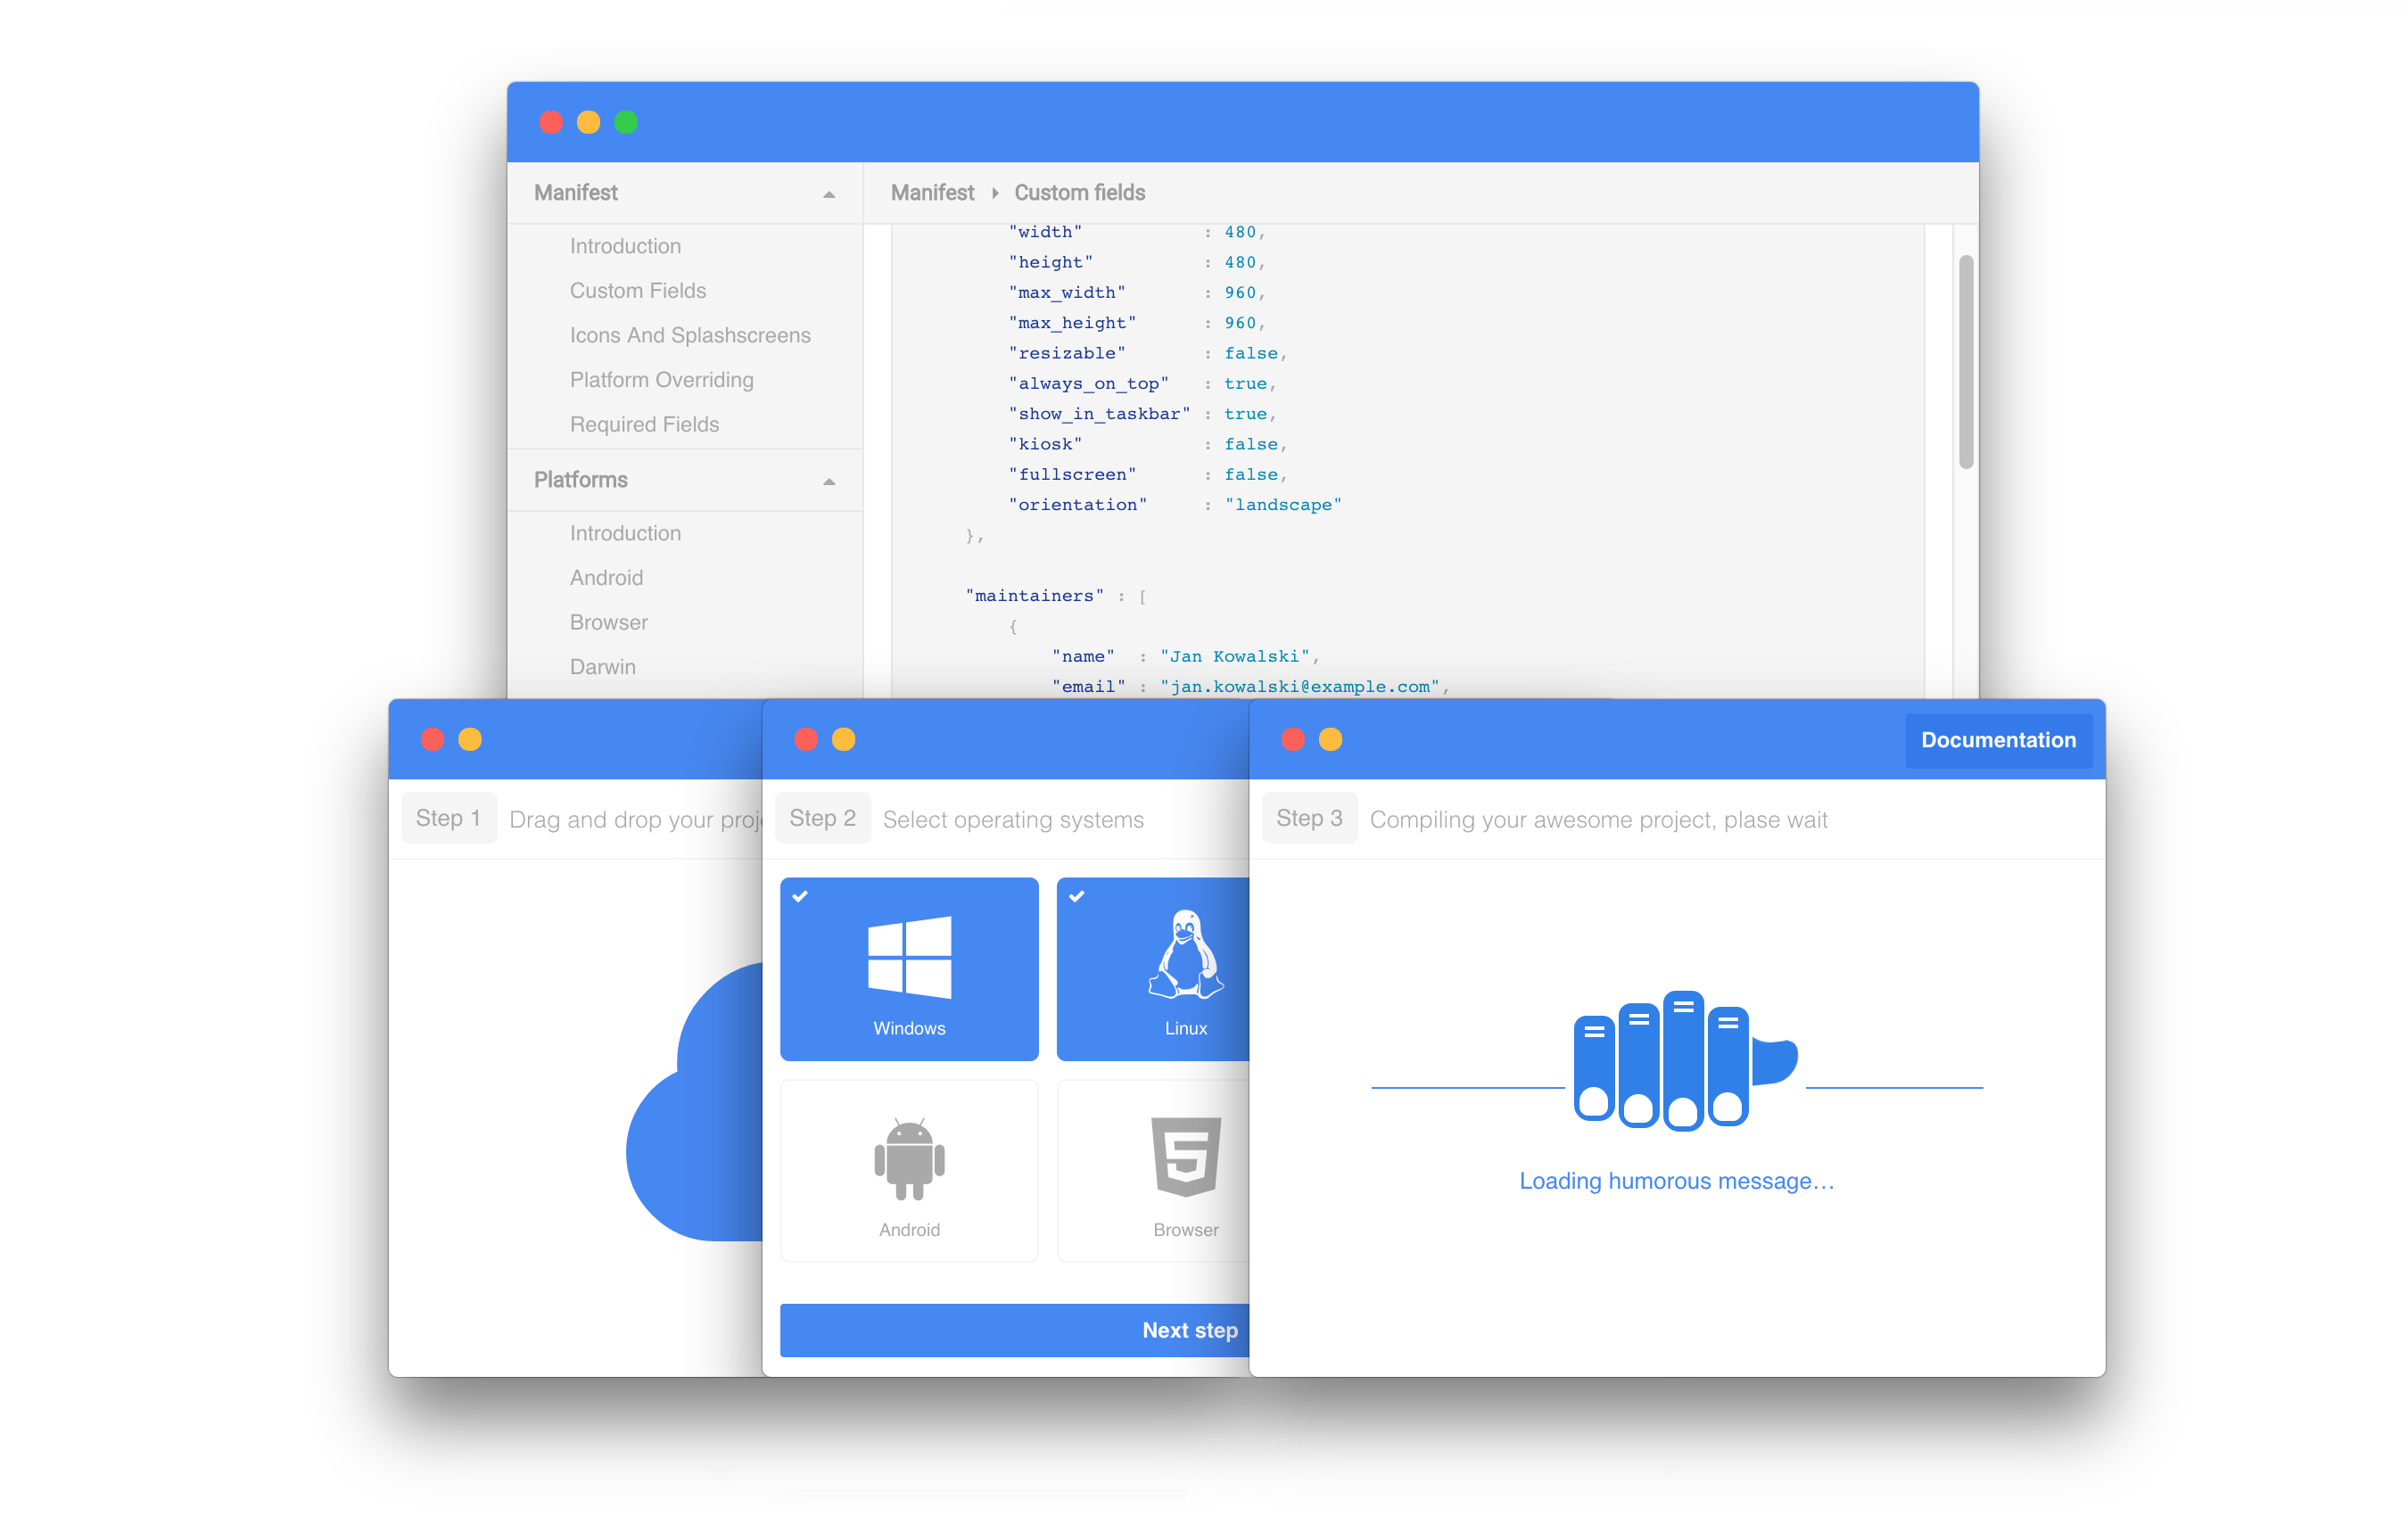 Manifest
Introduction
Custom Fields
Icons And Splashscreens
Platform Overriding
Required Fields
Platforms
Introduction
Android
Browser
Darwin
Manifest Custom fields
"width" : 480,
"height" : 480,
"max_width" : 960,
"max_height" : 960,
"resizable" : false,
"always_on_top" : true,
"show_in_taskbar" : true,
"kiosk" : false,
"fullscreen" : false,
"orientation" : "landscape"
},
"maintainers" : [
{
"name" : "Jan Kowalski",
"email" : "jan.kowalski@example.com",
Step 1 Drag and drop your
Step 2 Select operating systems
Windows
Linux
Android
Browser
Next step
Documentation
Step 3 Compiling your awesome project, plase wait
Loading humorous message…